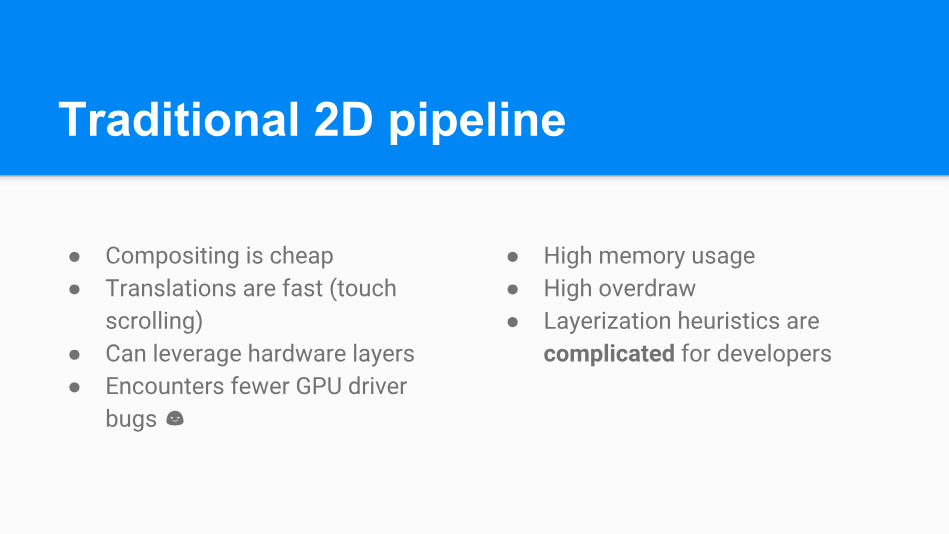 Traditional 2D pipeline
● Compositing is cheap
● Translations are fast (touch
scrolling)
● Can leverage hardware layers
● Encounters fewer GPU driver
bugs
● High memory usage
● High overdraw
● Layerization heuristics are
complicated for developers